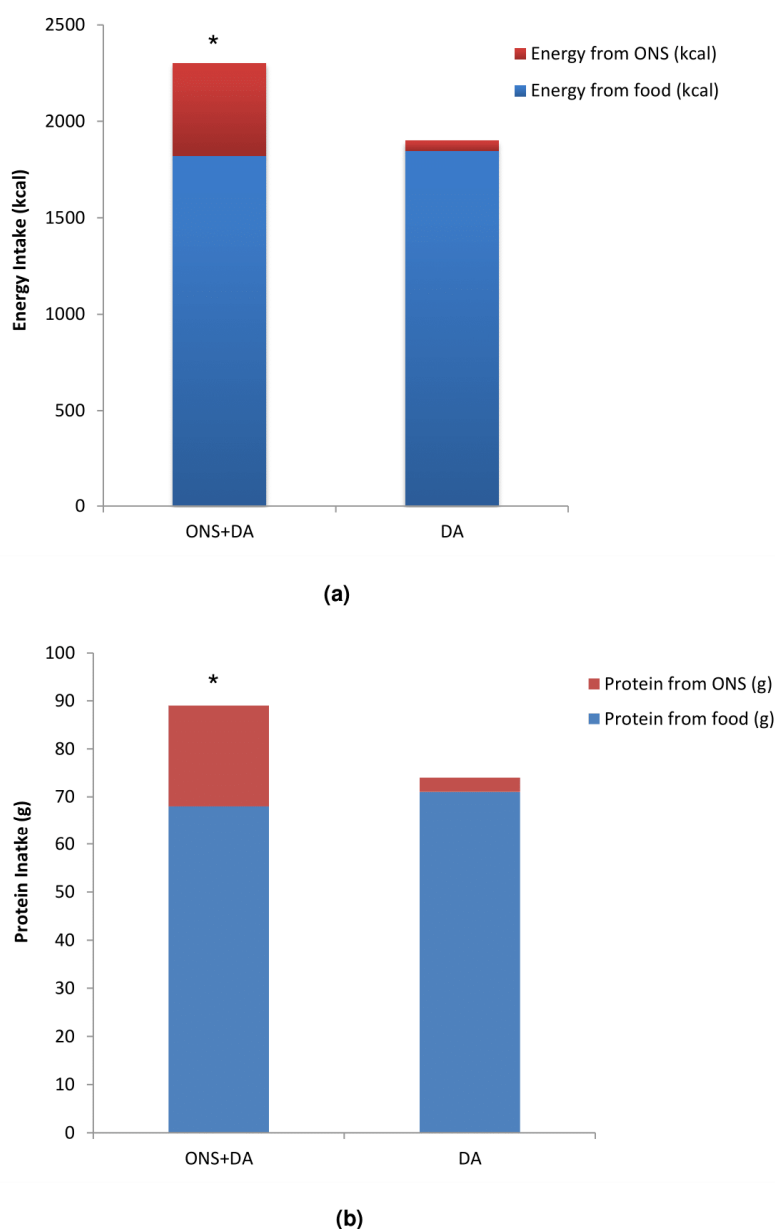 2500
*
Energy from ONS (kcal)
Energy from food (kcal)
2000
1500
1000
500
0
Energy Intake (kcal)
ONS+DA
DA
(a)
100
*
Protein from ONS (g)
Protein from food (g)
90
80
70
60
50
40
30
20
10
0
Protein Inatke (g)
ONS+DA
DA
(b)